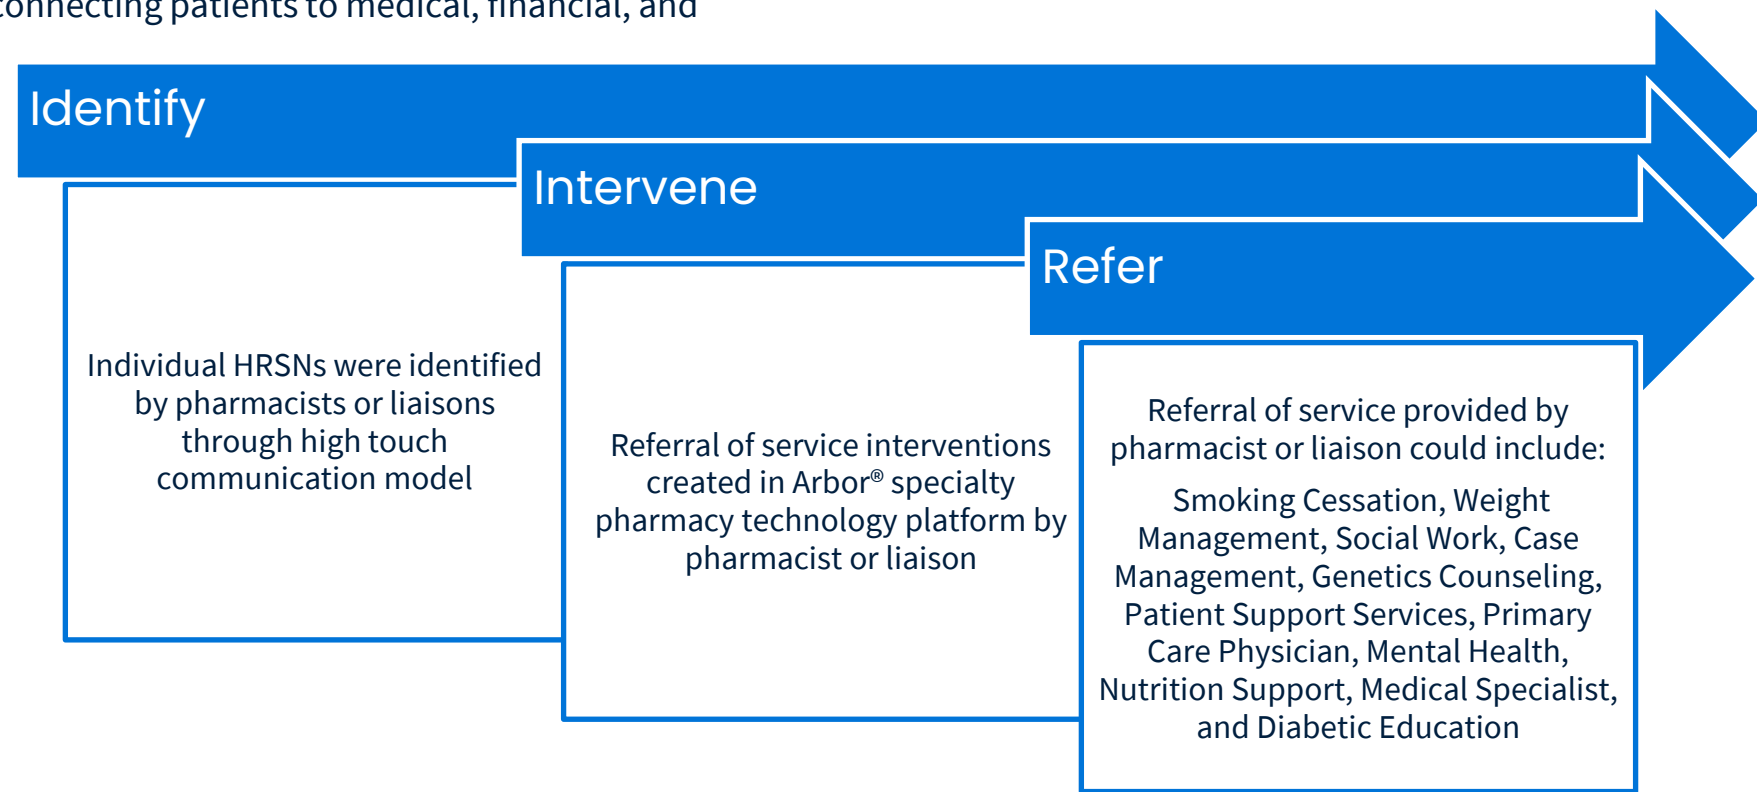 connecting patients to medical, financial, and
Identify
Individual HRSNs were identified
by pharmacists or liaisons
through high touch
communication model
Intervene
Referral of service interventions
created in Arbor® specialty
pharmacy technology platform by
pharmacist or liaison
Refer
Referral of service provided by
pharmacist or liaison could include:
Smoking Cessation, Weight
Management, Social Work, Case
Management, Genetics Counseling,
Patient Support Services, Primary
Care Physician, Mental Health,
Nutrition Support, Medical Specialist,
and Diabetic Education